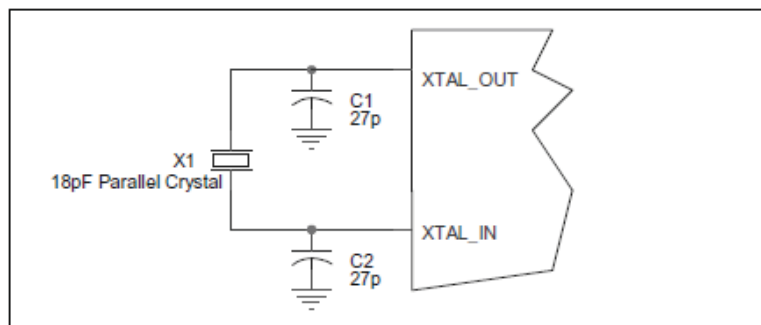 XTAL_OUT
C1
27p
X1
18pF Parallel Crystal
XTAL_IN
C2
27p